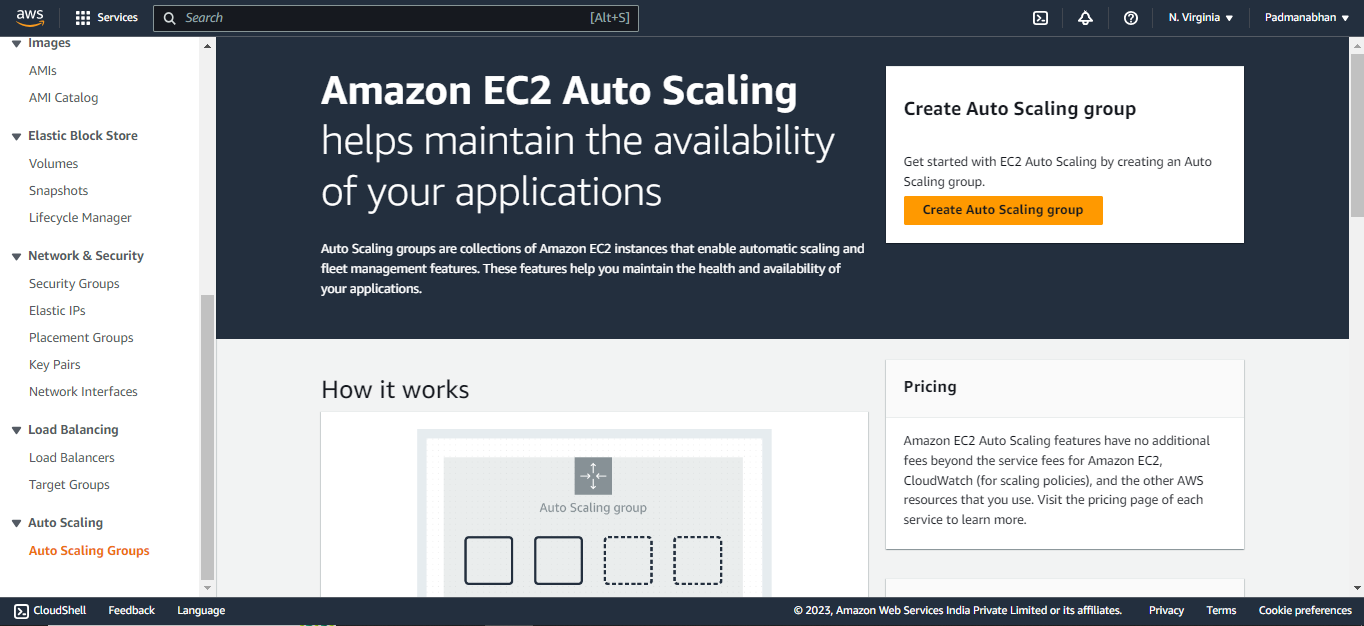 aws
Services
Search
[Alt+S]
N. Virginia
Padmanabhan
Images
AMIs
AMI Catalog
Elastic Block Store
Volumes
Snapshots
Lifecycle Manager
Network & Security
Security Groups
Elastic IPs
Placement Groups
Key Pairs
Network Interfaces
Load Balancing
Load Balancers
Target Groups
Auto Scaling
Auto Scaling Groups
Amazon EC2 Auto Scaling
helps maintain the availability
of your applications
Auto Scaling groups are collections of Amazon EC2 instances that enable automatic scaling and
fleet management features. These features help you maintain the health and availability of
your applications.
Create Auto Scaling group
Get started with EC2 Auto Scaling by creating an Auto
Scaling group.
Create Auto Scaling group
How it works
Auto Scaling group
Pricing
Amazon EC2 Auto Scaling features have no additional
fees beyond the service fees for Amazon EC2,
CloudWatch (for scaling policies), and the other AWS
resources that you use. Visit the pricing page of each
service to learn more.
CloudShell
Feedback
Language
© 2023, Amazon Web Services India Private Limited or its affiliates.
Privacy
Terms
Cookie preferences